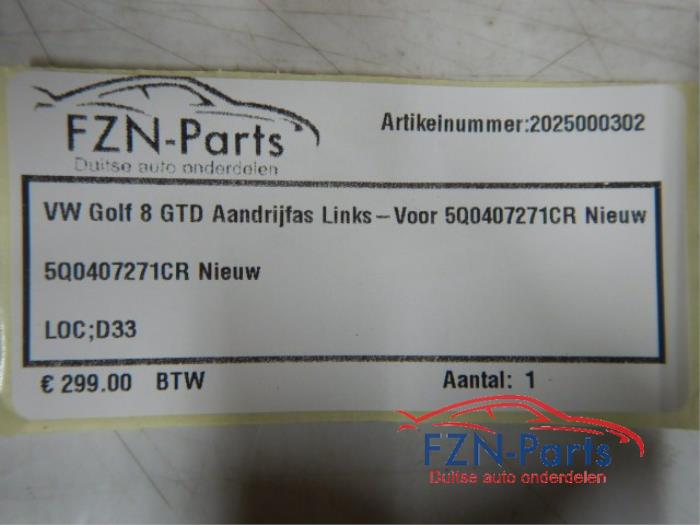 FZN-Parts
Duitse auto onderdelen
Artikelnummer:2025000302
VW Golf 8 GTD Aandrijfas Links-Voor 5Q0407271CR Nieuw
5Q0407271CR Nieuw
LOC;D33
€ 299.00 BTW
Aantal: 1
FZN-Parts
Duitse auto onderdelen